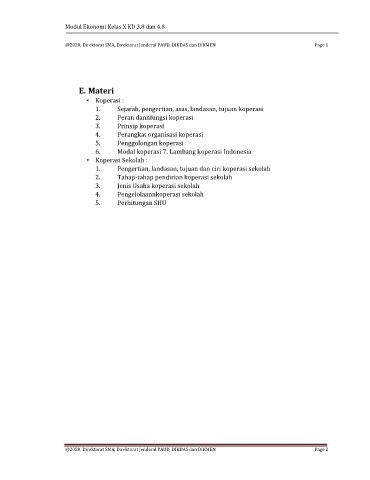 Modul Ekonomi Kelas X KD 3.8 dan 4.8
@2020, Direktorat SMA, Direktorat Jenderal PAUD, DIKDAS dan DIKMEN Page 1
E. Materi
• Koperasi :
1. Sejarah, pengertian, asas, landasan, tujuan koperasi
2. Peran dannfungsi koperasi
3. Prinsip koperasi
4. Perangkat organisasi koperasi
5. Penggolongan koperasi
6. Modal koperasi 7. Lambang koperasi Indonesia
• Koperasi Sekolah :
1. Pengertian, landasan, tujuan dan ciri koperasi sekolah
2. Tahap-tahap pendirian koperasi sekolah
3. Jenis Usaha koperasi sekolah
4. Pengelolaannkoperasi sekolah
5. Perhitungan SHU
@2020, Direktorat SMA, Direktorat Jenderal PAUD, DIKDAS dan DIKMEN Page 2